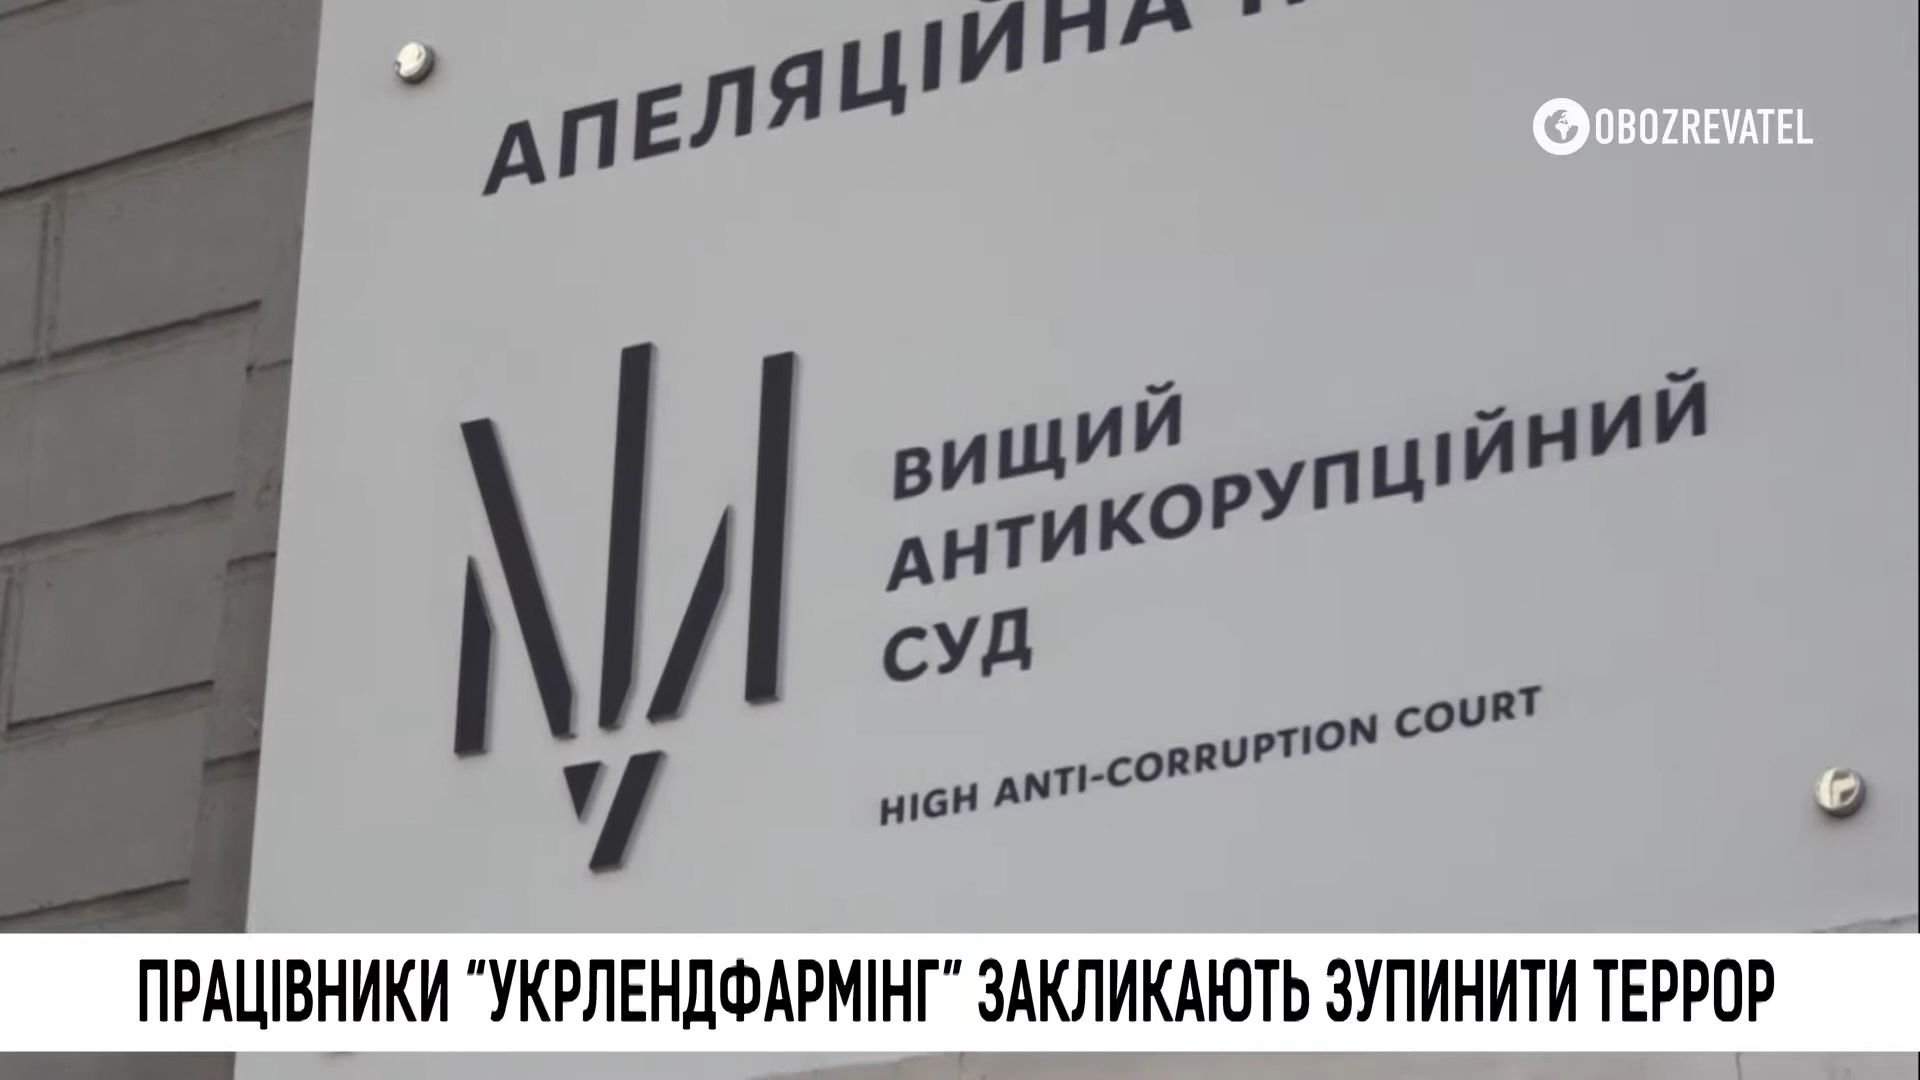 АПЕЛЯЦІЙНА
OBOZREVATEL
ВИЩИЙ
АНТИКОРУПЦІЙНИЙ
СУД
HIGH ANTI-CORRUPTION COURT
ПРАЦІВНИКИ “УКРЛЕНДФАРМІНГ” ЗАКЛИКАЮТЬ ЗУПИНИТИ ТЕРРОР